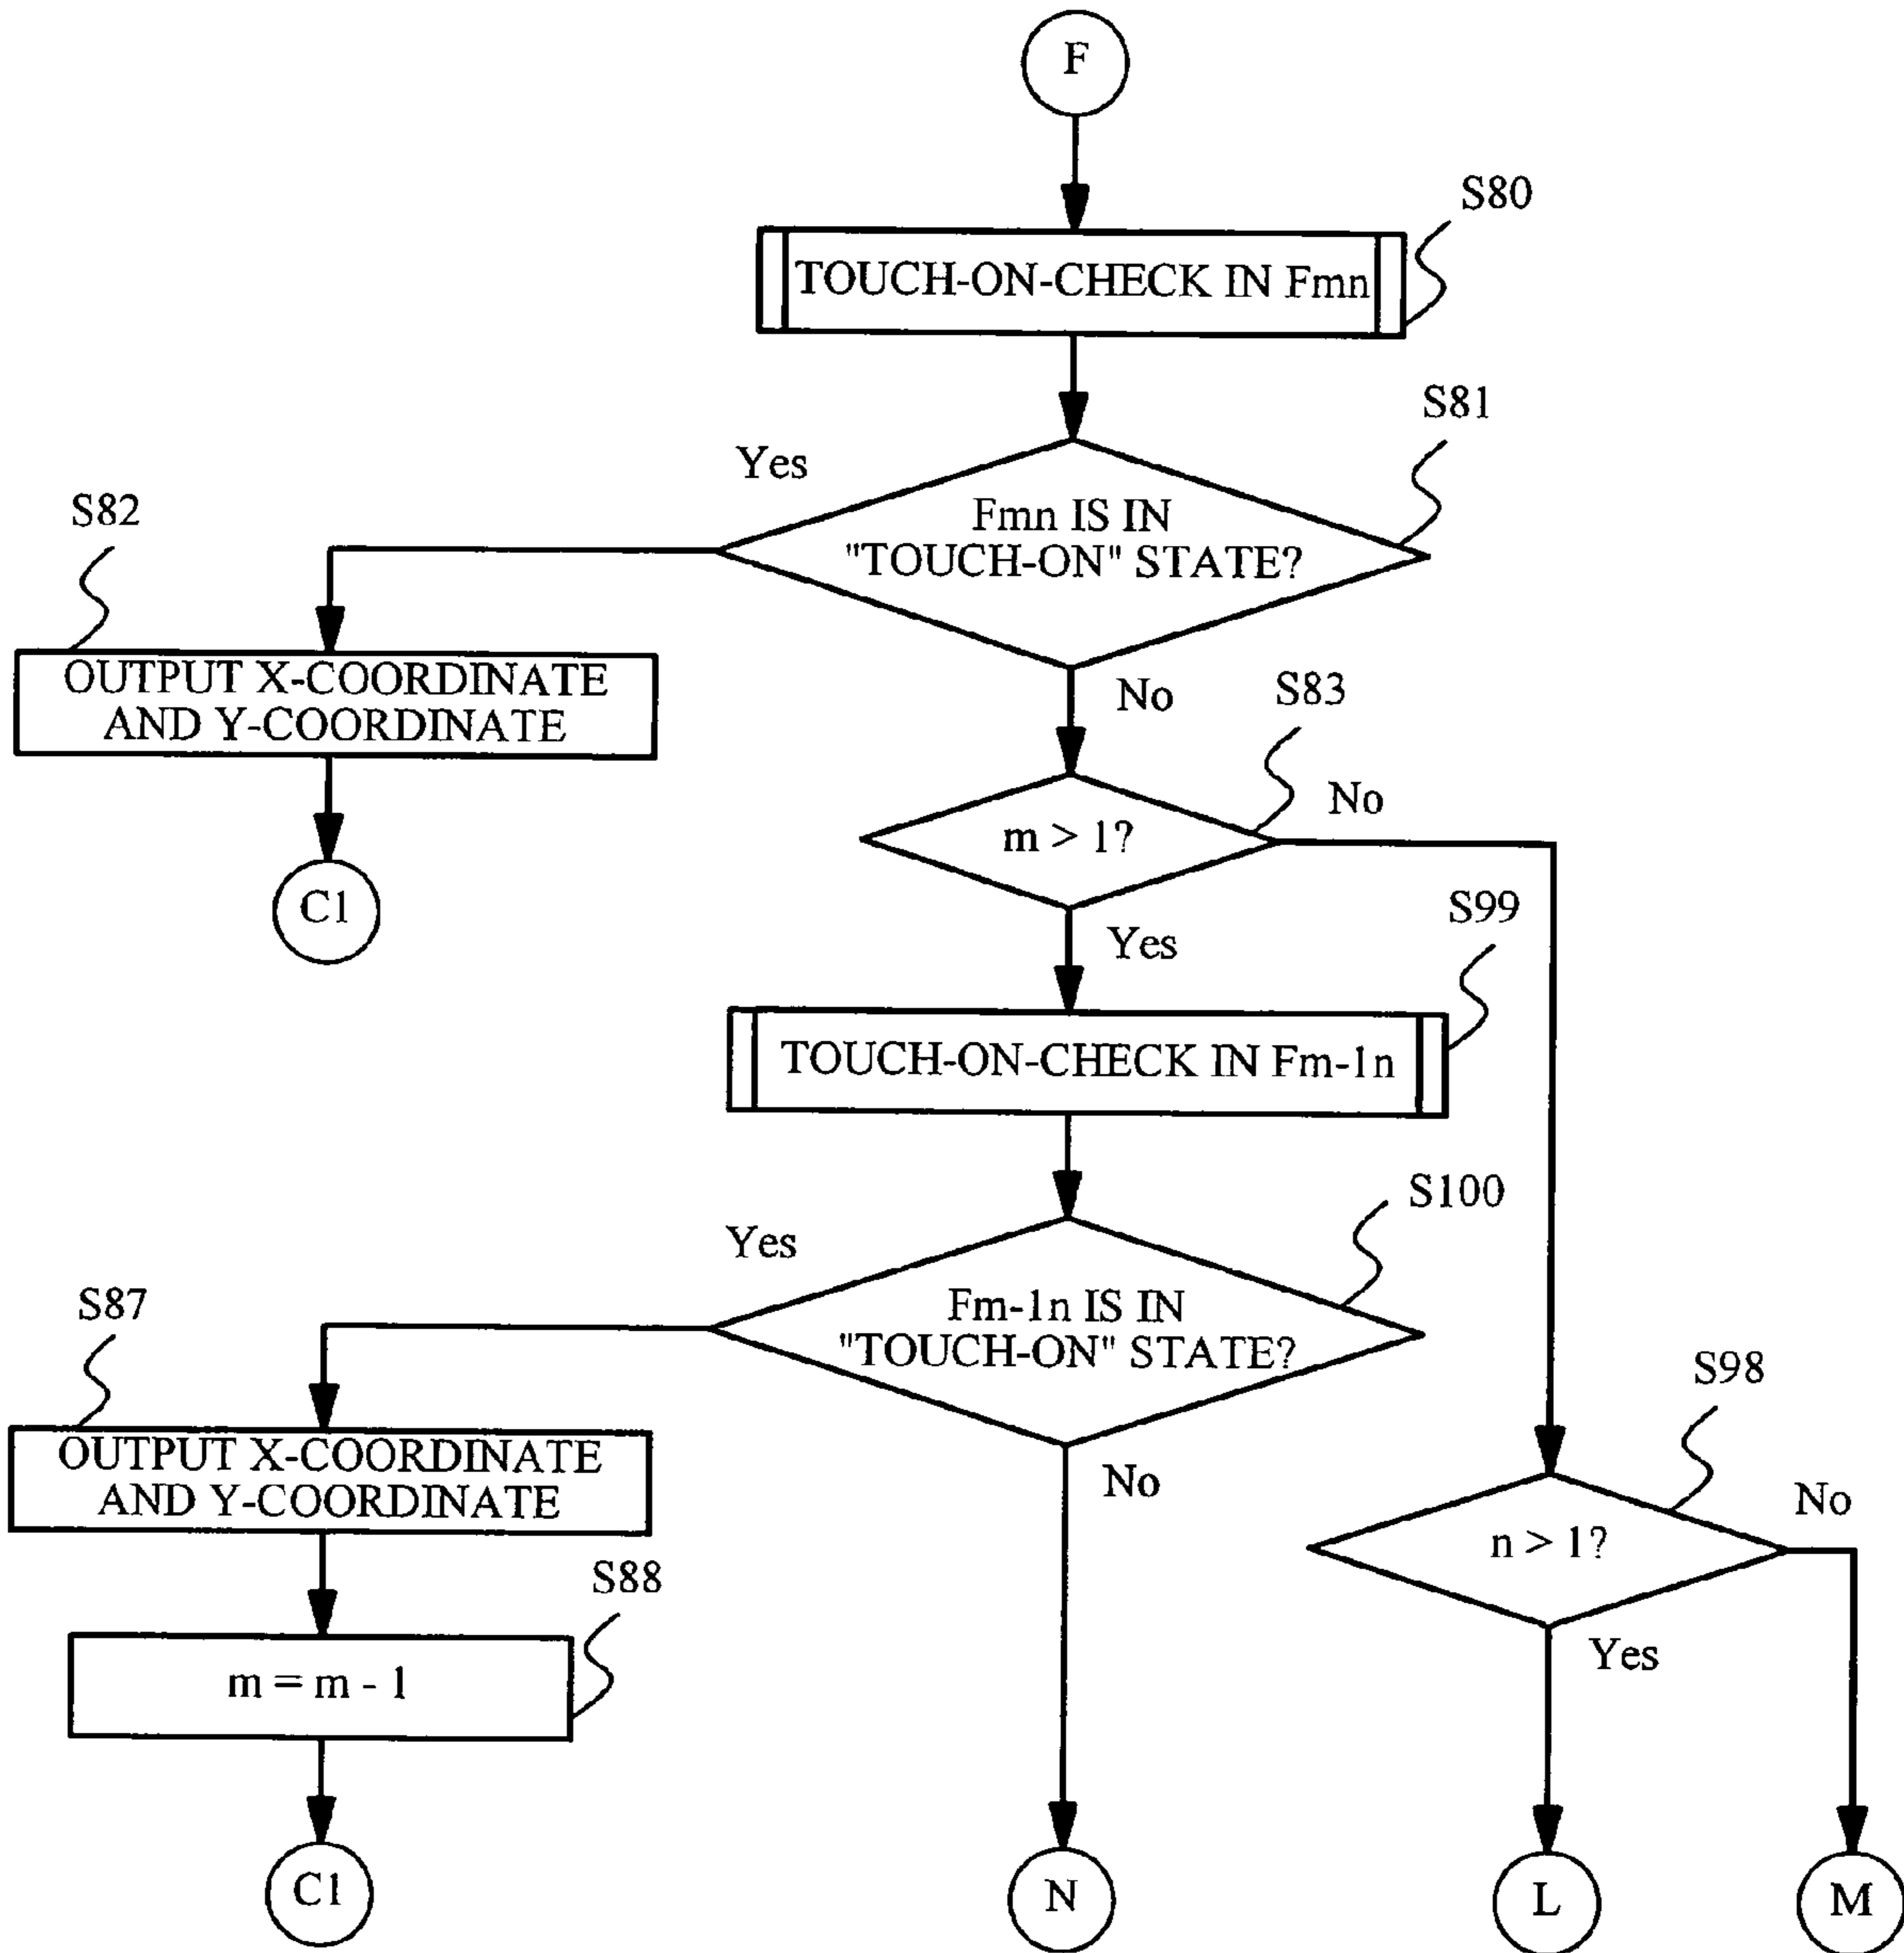 F
S80
TOUCH-ON-CHECK IN Fmn
S81
Yes
Fmn IS IN
"TOUCH-ON" STATE?
S82
OUTPUT X-COORDINATE
AND Y-COORDINATE
No
S83
m > 1?
No
C1
Yes
S99
TOUCH-ON-CHECK IN Fm-1n
S100
Yes
Fm-1n IS IN
"TOUCH-ON" STATE?
S87
OUTPUT X-COORDINATE
AND Y-COORDINATE
No
S98
n > 1?
No
S88
m = m - 1
Yes
C1
N
L
M